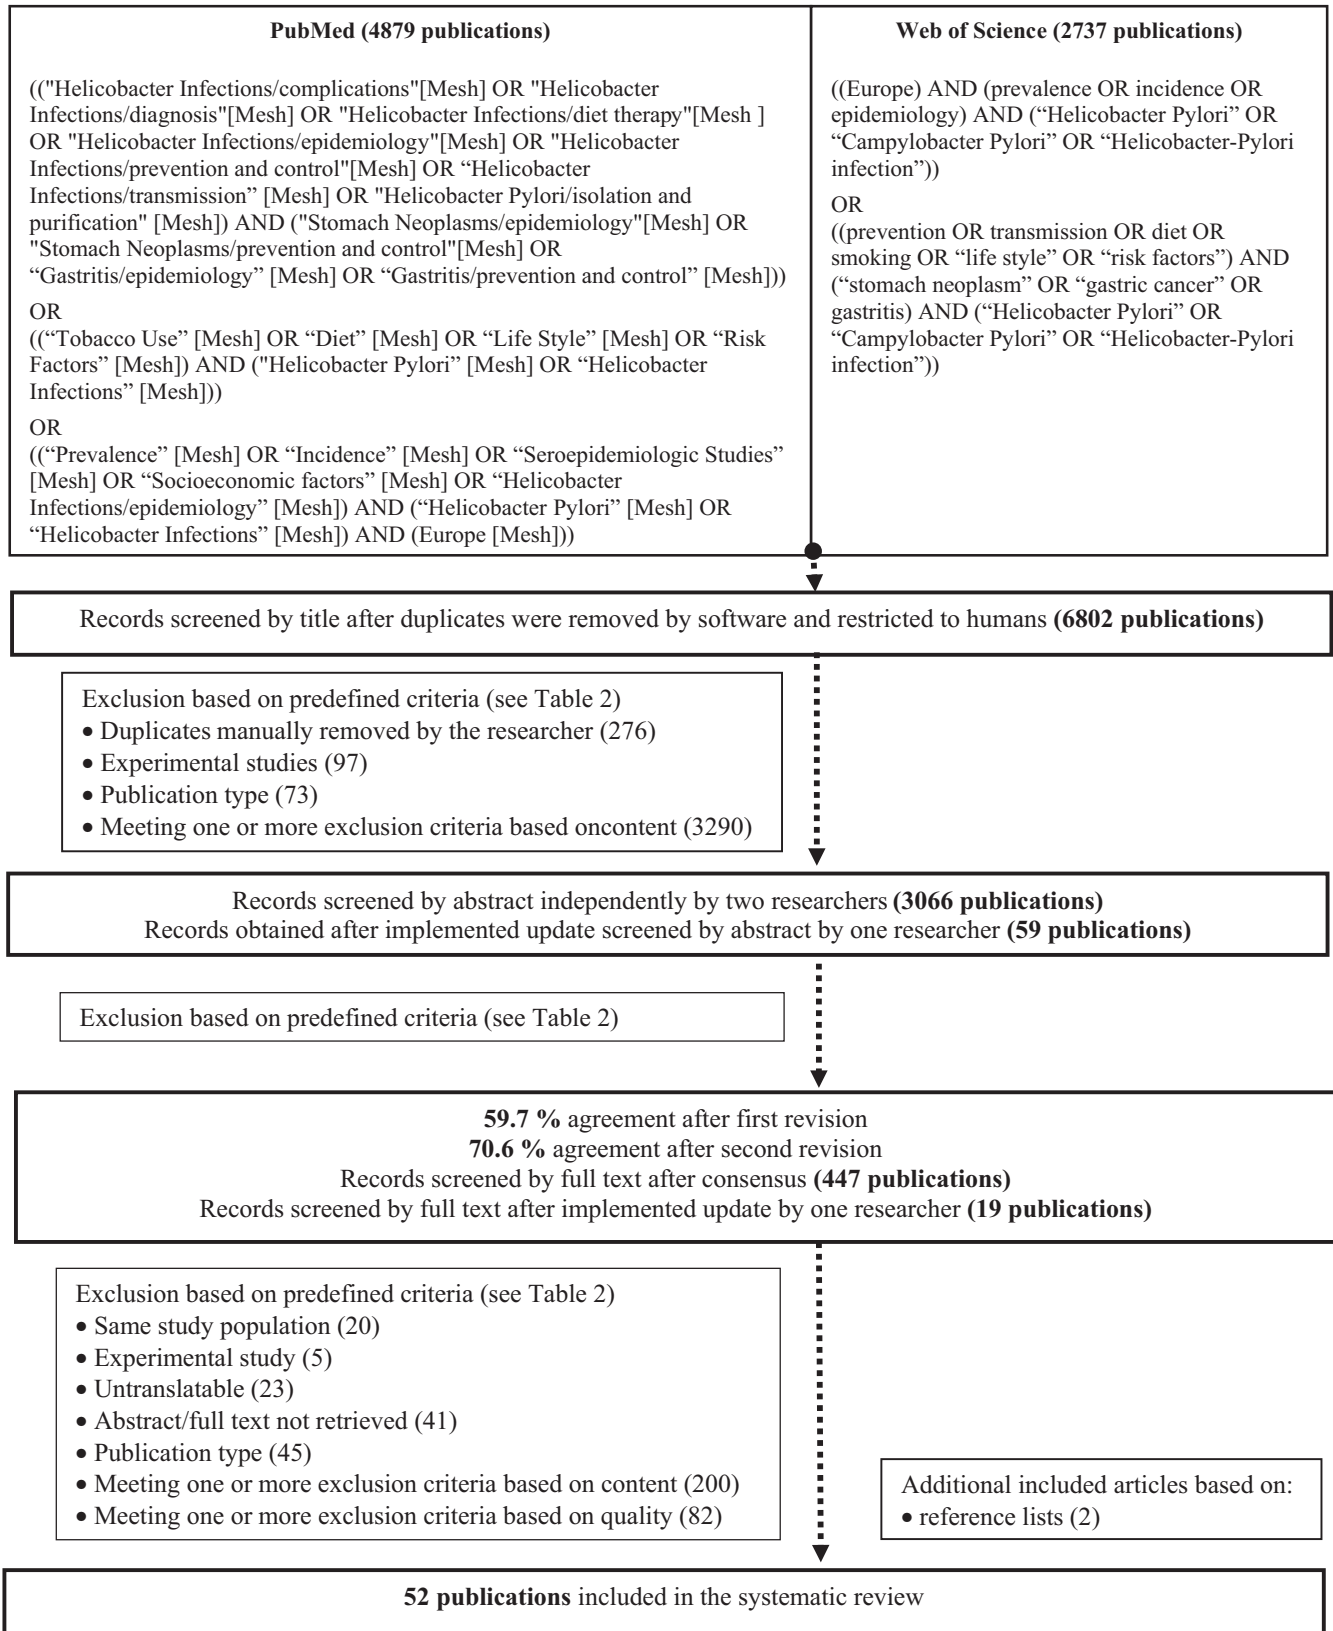 PubMed (4879 publications)
(("Helicobacter Infections/complications"[Mesh] OR "Helicobacter
Infections/diagnosis"[Mesh] OR "Helicobacter Infections/diet therapy"[Mesh ]
OR "Helicobacter Infections/epidemiology"[Mesh] OR "Helicobacter
Infections/prevention and control"[Mesh] OR “Helicobacter
Infections/transmission” [Mesh] OR "Helicobacter Pylori/isolation and
purification" [Mesh]) AND ("Stomach Neoplasms/epidemiology"[Mesh] OR
"Stomach Neoplasms/prevention and control"[Mesh] OR
“Gastritis/epidemiology” [Mesh] OR “Gastritis/prevention and control” [Mesh]))
OR
((“Tobacco Use” [Mesh] OR “Diet” [Mesh] OR “Life Style” [Mesh] OR “Risk
Factors” [Mesh]) AND ("Helicobacter Pylori” [Mesh] OR “Helicobacter
Infections” [Mesh]))
OR
((“Prevalence” [Mesh] OR “Incidence” [Mesh] OR “Seroepidemiologic Studies”
[Mesh] OR “Socioeconomic factors” [Mesh] OR “Helicobacter
Infections/epidemiology” [Mesh]) AND (“Helicobacter Pylori” [Mesh] OR
“Helicobacter Infections” [Mesh]) AND (Europe [Mesh]))
Web of Science (2737 publications)
((Europe) AND (prevalence OR incidence OR
epidemiology) AND (“Helicobacter Pylori” OR
“Campylobacter Pylori” OR “Helicobacter-Pylori
infection”))
OR
((prevention OR transmission OR diet OR
smoking OR “life style” OR “risk factors”) AND
(“stomach neoplasm” OR “gastric cancer” OR
gastritis) AND (“Helicobacter Pylori” OR
“Campylobacter Pylori” OR “Helicobacter-Pylori
infection”))
Records screened by title after duplicates were removed by software and restricted to humans (6802 publications)
Exclusion based on predefined criteria (see Table 2)
• Duplicates manually removed by the researcher (276)
• Experimental studies (97)
• Publication type (73)
• Meeting one or more exclusion criteria based oncontent (3290)
Records screened by abstract independently by two researchers (3066 publications)
Records obtained after implemented update screened by abstract by one researcher (59 publications)
Exclusion based on predefined criteria (see Table 2)
59.7 % agreement after first revision
70.6 % agreement after second revision
Records screened by full text after consensus (447 publications)
Records screened by full text after implemented update by one researcher (19 publications)
Exclusion based on predefined criteria (see Table 2)
• Same study population (20)
• Experimental study (5)
• Untranslatable (23)
• Abstract/full text not retrieved (41)
• Publication type (45)
• Meeting one or more exclusion criteria based on content (200)
• Meeting one or more exclusion criteria based on quality (82)
Additional included articles based on:
• reference lists (2)
52 publications included in the systematic review